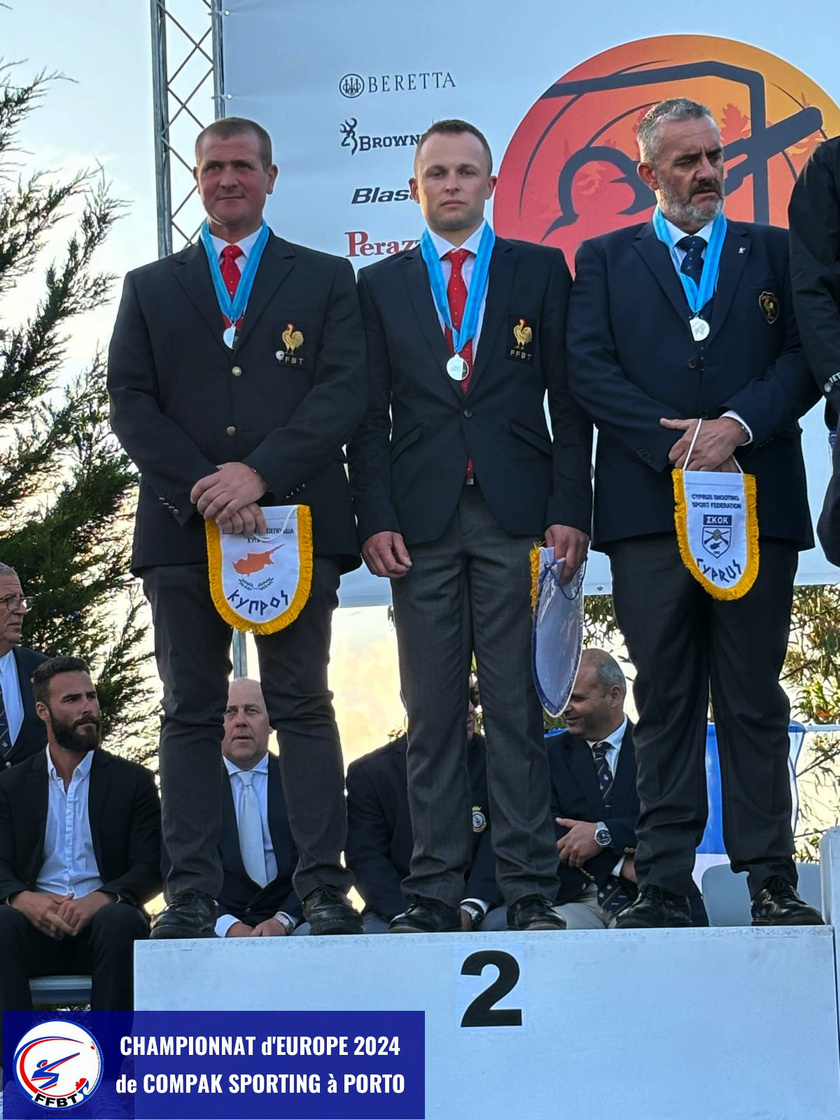 BERETTA
BROWN
Blas
Peraz
FFBT
FFBT
ΚΥΠΡΟΣ
CYPRUS SHOOTING
SPORT FEDERATION
ΣΚΟΚ
CYPRUS
2
CHAMPIONNAT d'EUROPE 2024
de COMPAK SPORTING à PORTO
FFBT